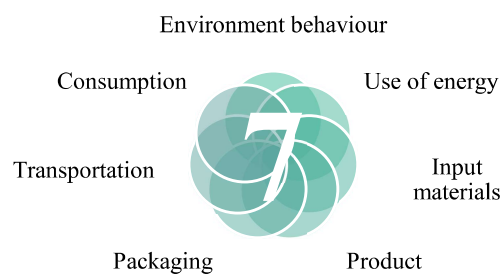 Environment behaviour
Consumption
Use of energy
7
Transportation
Input
materials
Packaging
Product